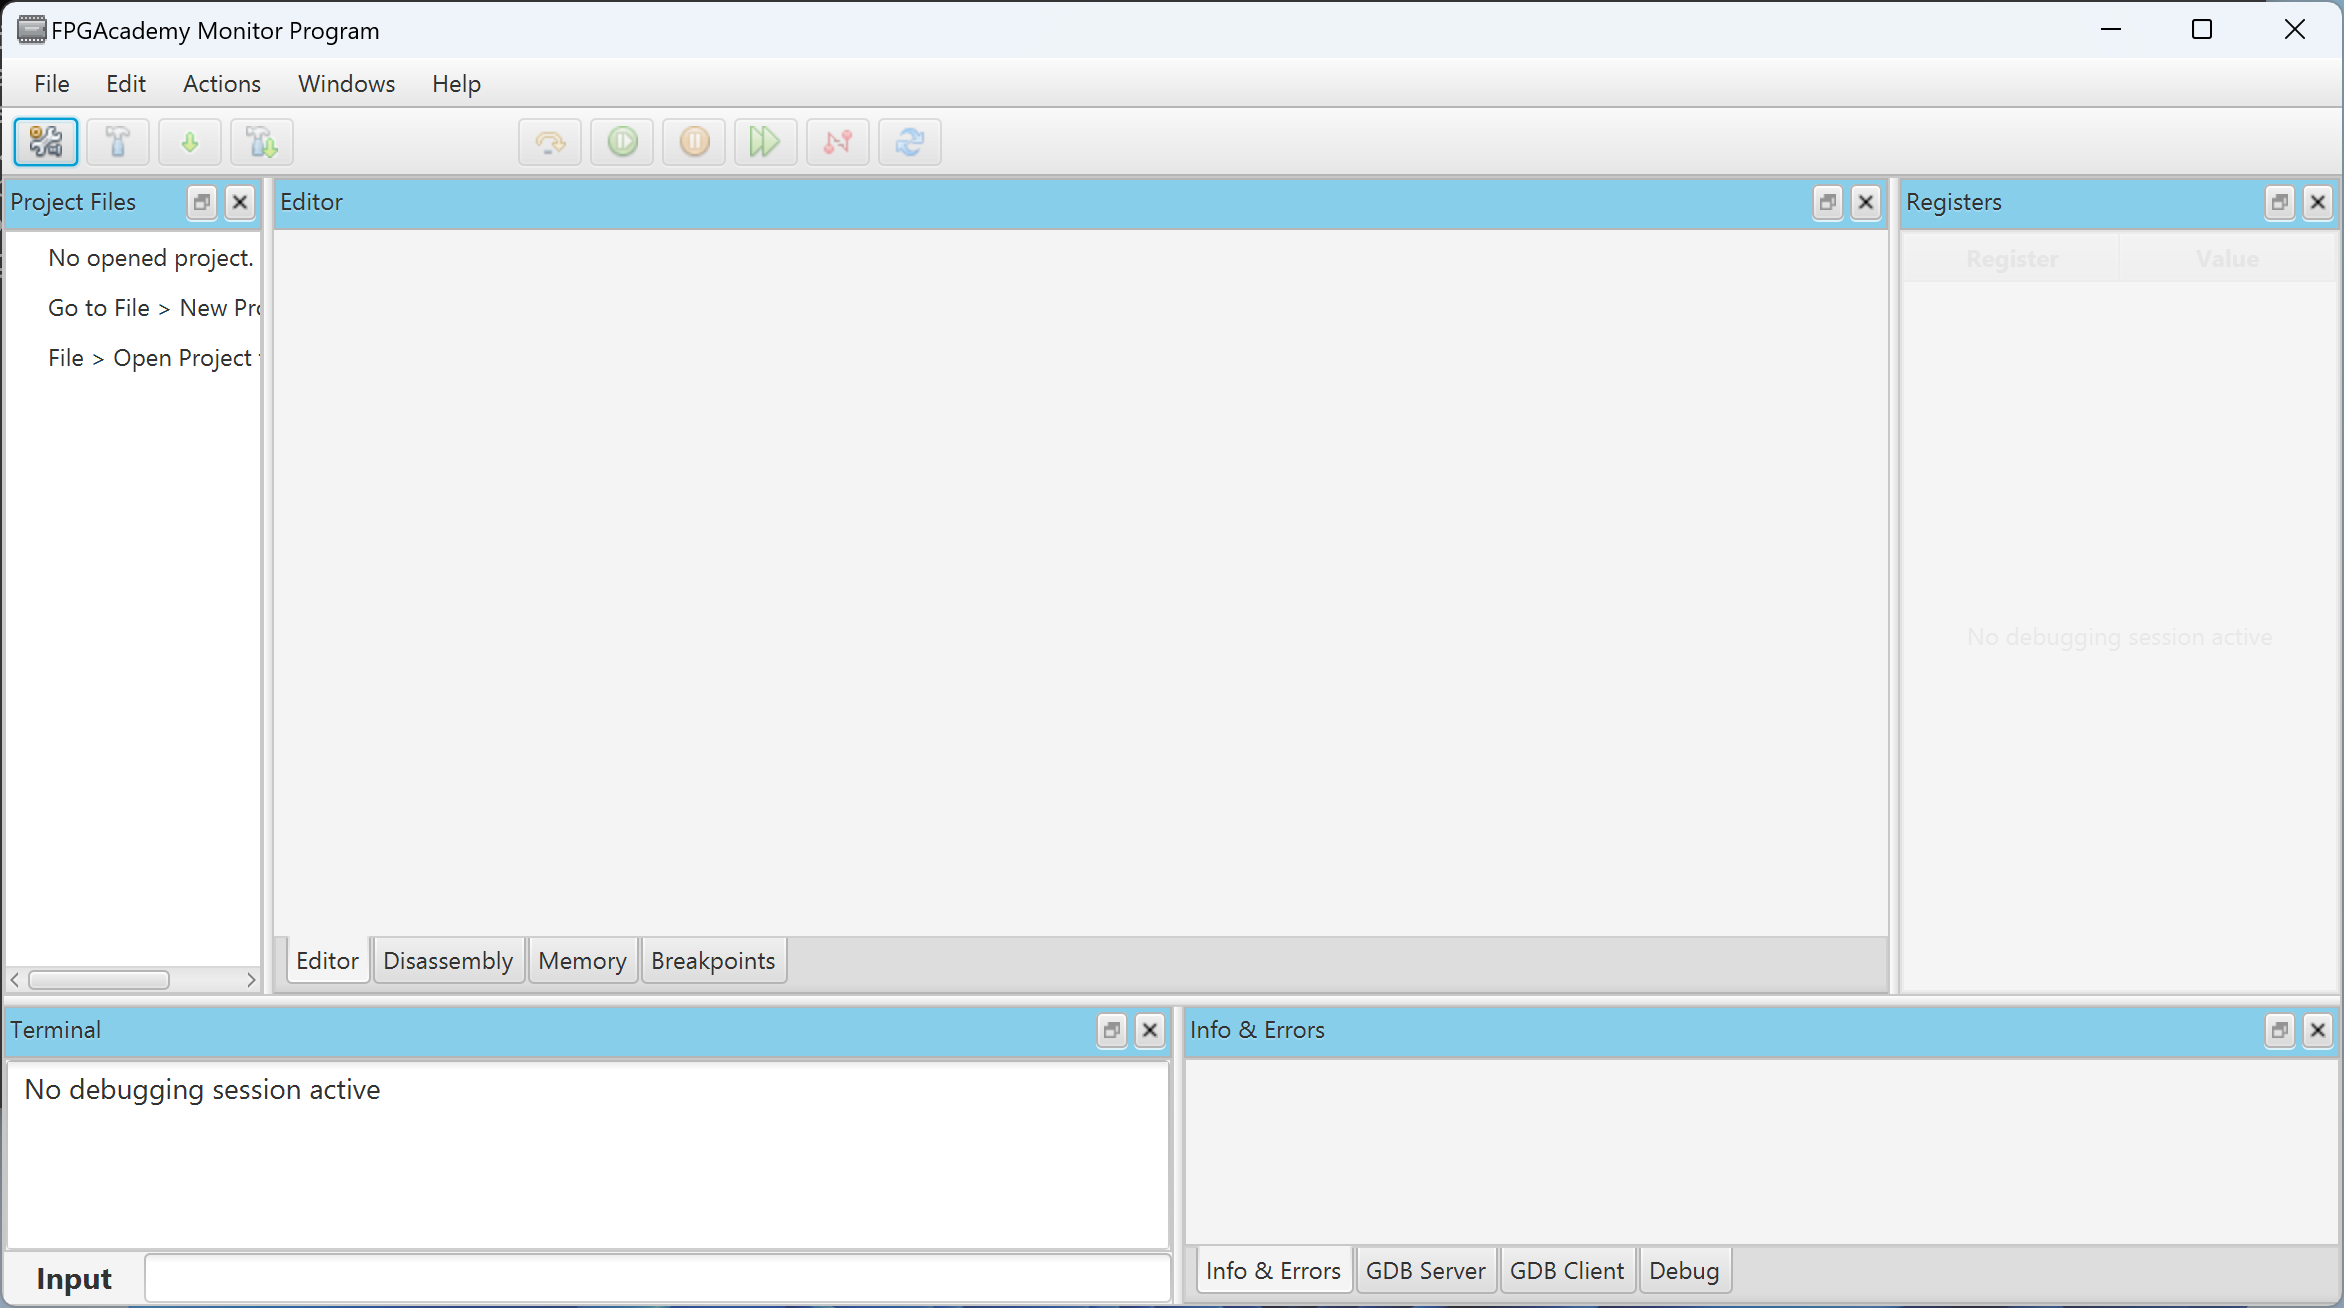 FPGAcademy Monitor Program
File Edit Actions Windows Help
Project Files
No opened project.
Go to File > New Pro
File > Open Project
Editor
Registers
Register Value
No debugging session active
Editor Disassembly Memory Breakpoints
Terminal
No debugging session active
Input
Info & Errors
Info & Errors GDB Server GDB Client Debug